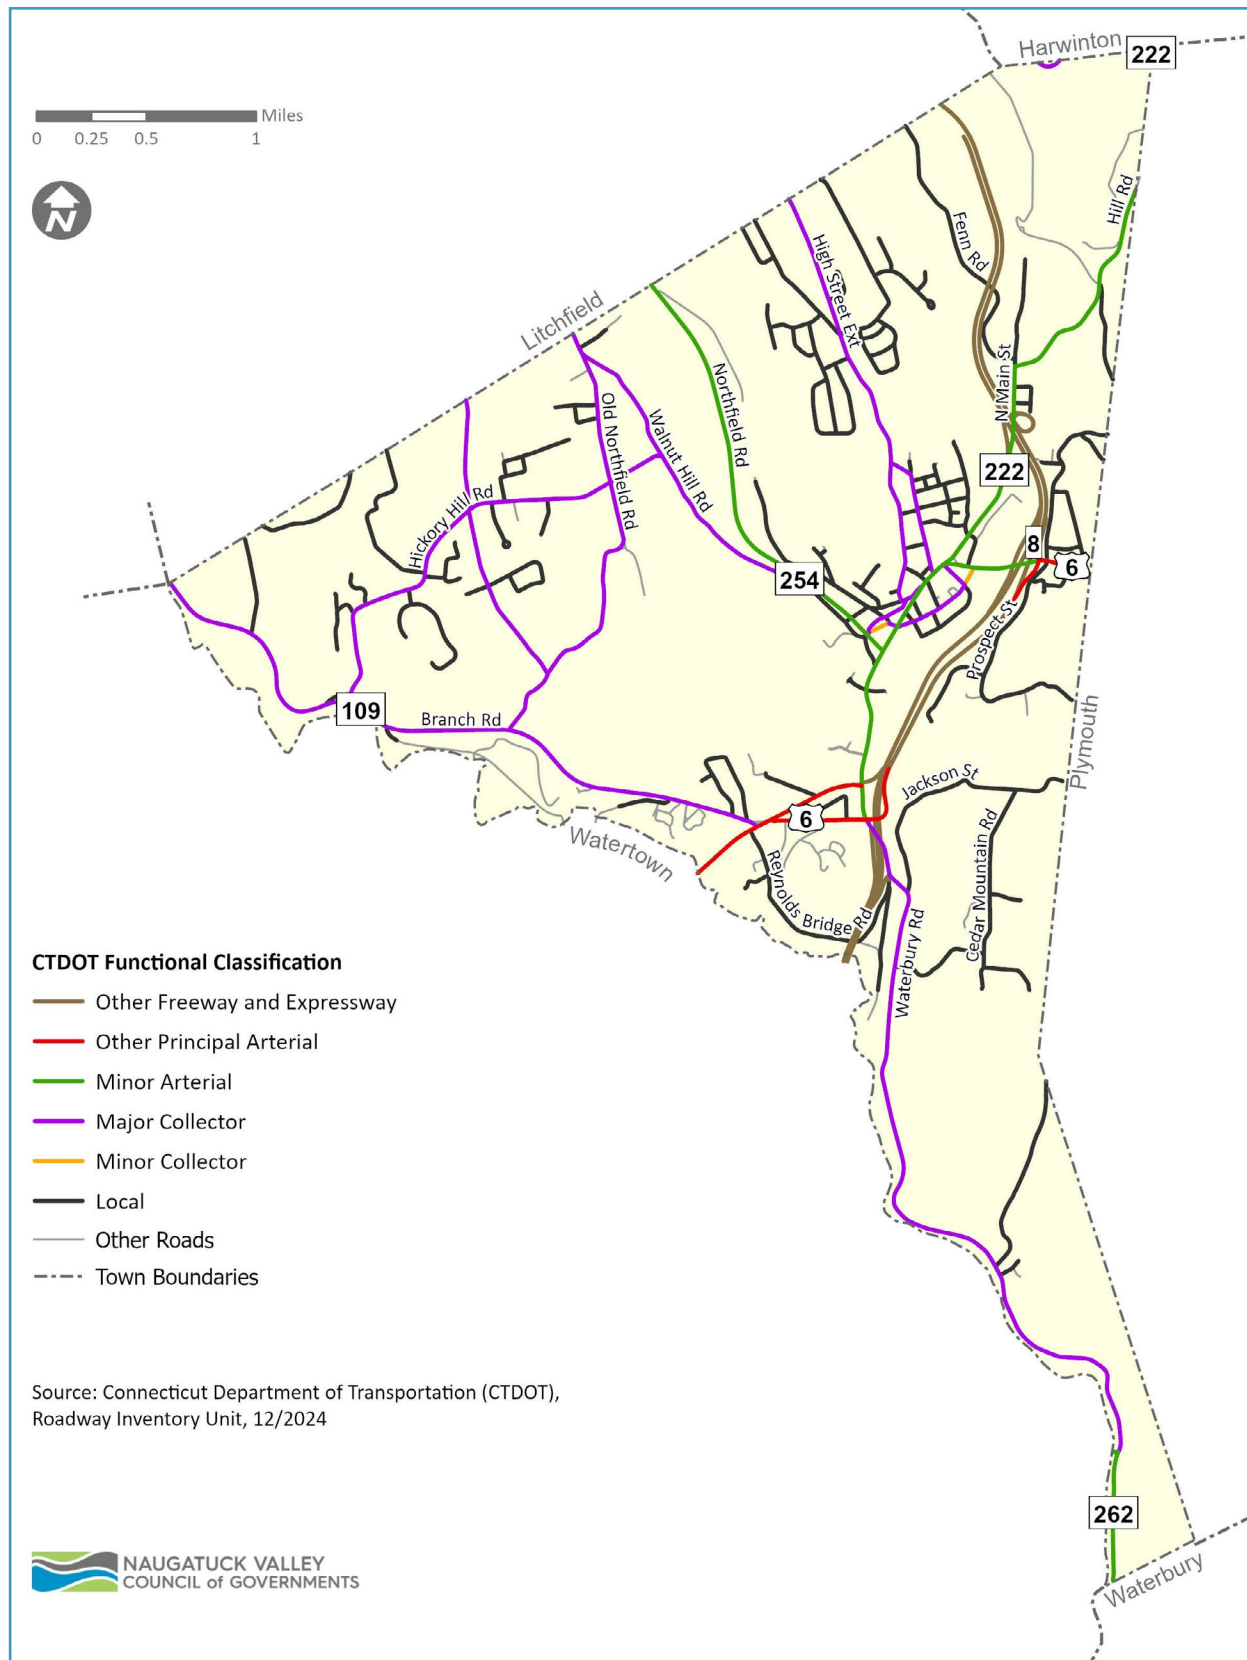 Harwinton
222
Miles
0 0.25 0.5 1
N
Hill Rd
Fenn Rd
High Street Ext
Litchfield
N Main St
Northfield Rd
Old Northfield Rd
Walnut Hill Rd
222
Hickory Hill Rd
8
6
254
Prospect St
109
Branch Rd
Plymouth
Jackson St
6
Watertown
Reynolds Bridge Rd
Cedar Mountain Rd
Waterbury Rd
CTDOT Functional Classification
Other Freeway and Expressway
Other Principal Arterial
Minor Arterial
Major Collector
Minor Collector
Local
Other Roads
Town Boundaries
Source: Connecticut Department of Transportation (CTDOT),
Roadway Inventory Unit, 12/2024
262
Waterbury
NAUGATUCK VALLEY
COUNCIL of GOVERNMENTS